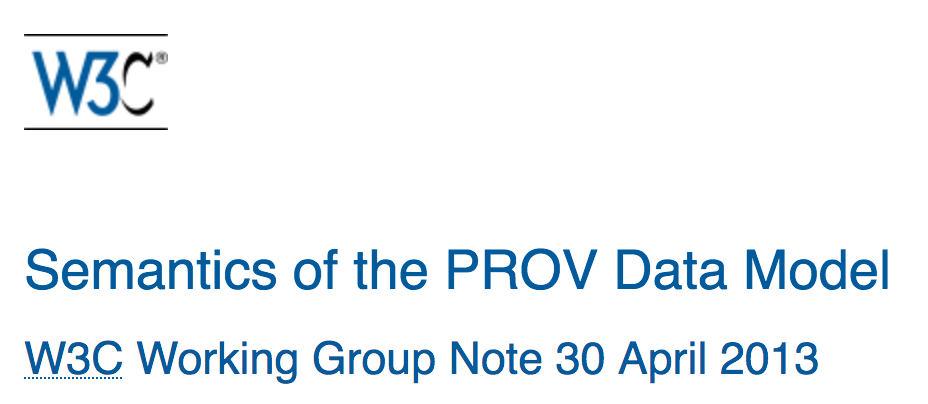 W3C®
Semantics of the PROV Data Model
W3C Working Group Note 30 April 2013